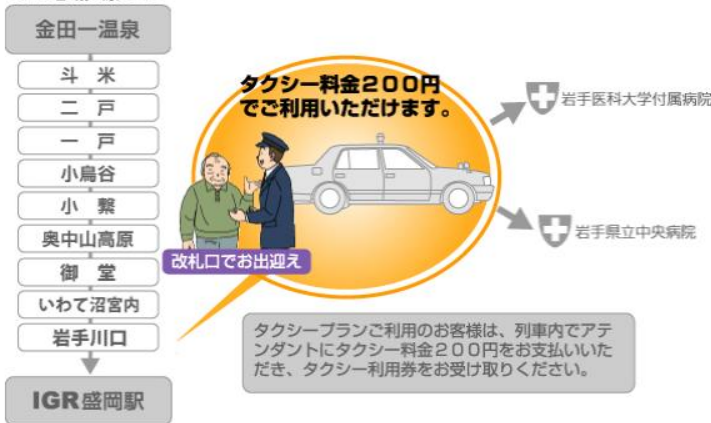 金田一温泉
斗 米
二 戸
一 戸
小鳥谷
小 繋
奥中山高原
御 堂
いわて沼宮内
岩手川口
IGR盛岡駅
タクシー料金200円
でご利用いただけます。
改札口でお出迎え
岩手医科大学付属病院
岩手県立中央病院
タクシープランご利用のお客様は、列車内でアテ
ンダントにタクシー料金200円をお支払いいた
だき、タクシー利用券をお受け取りください。